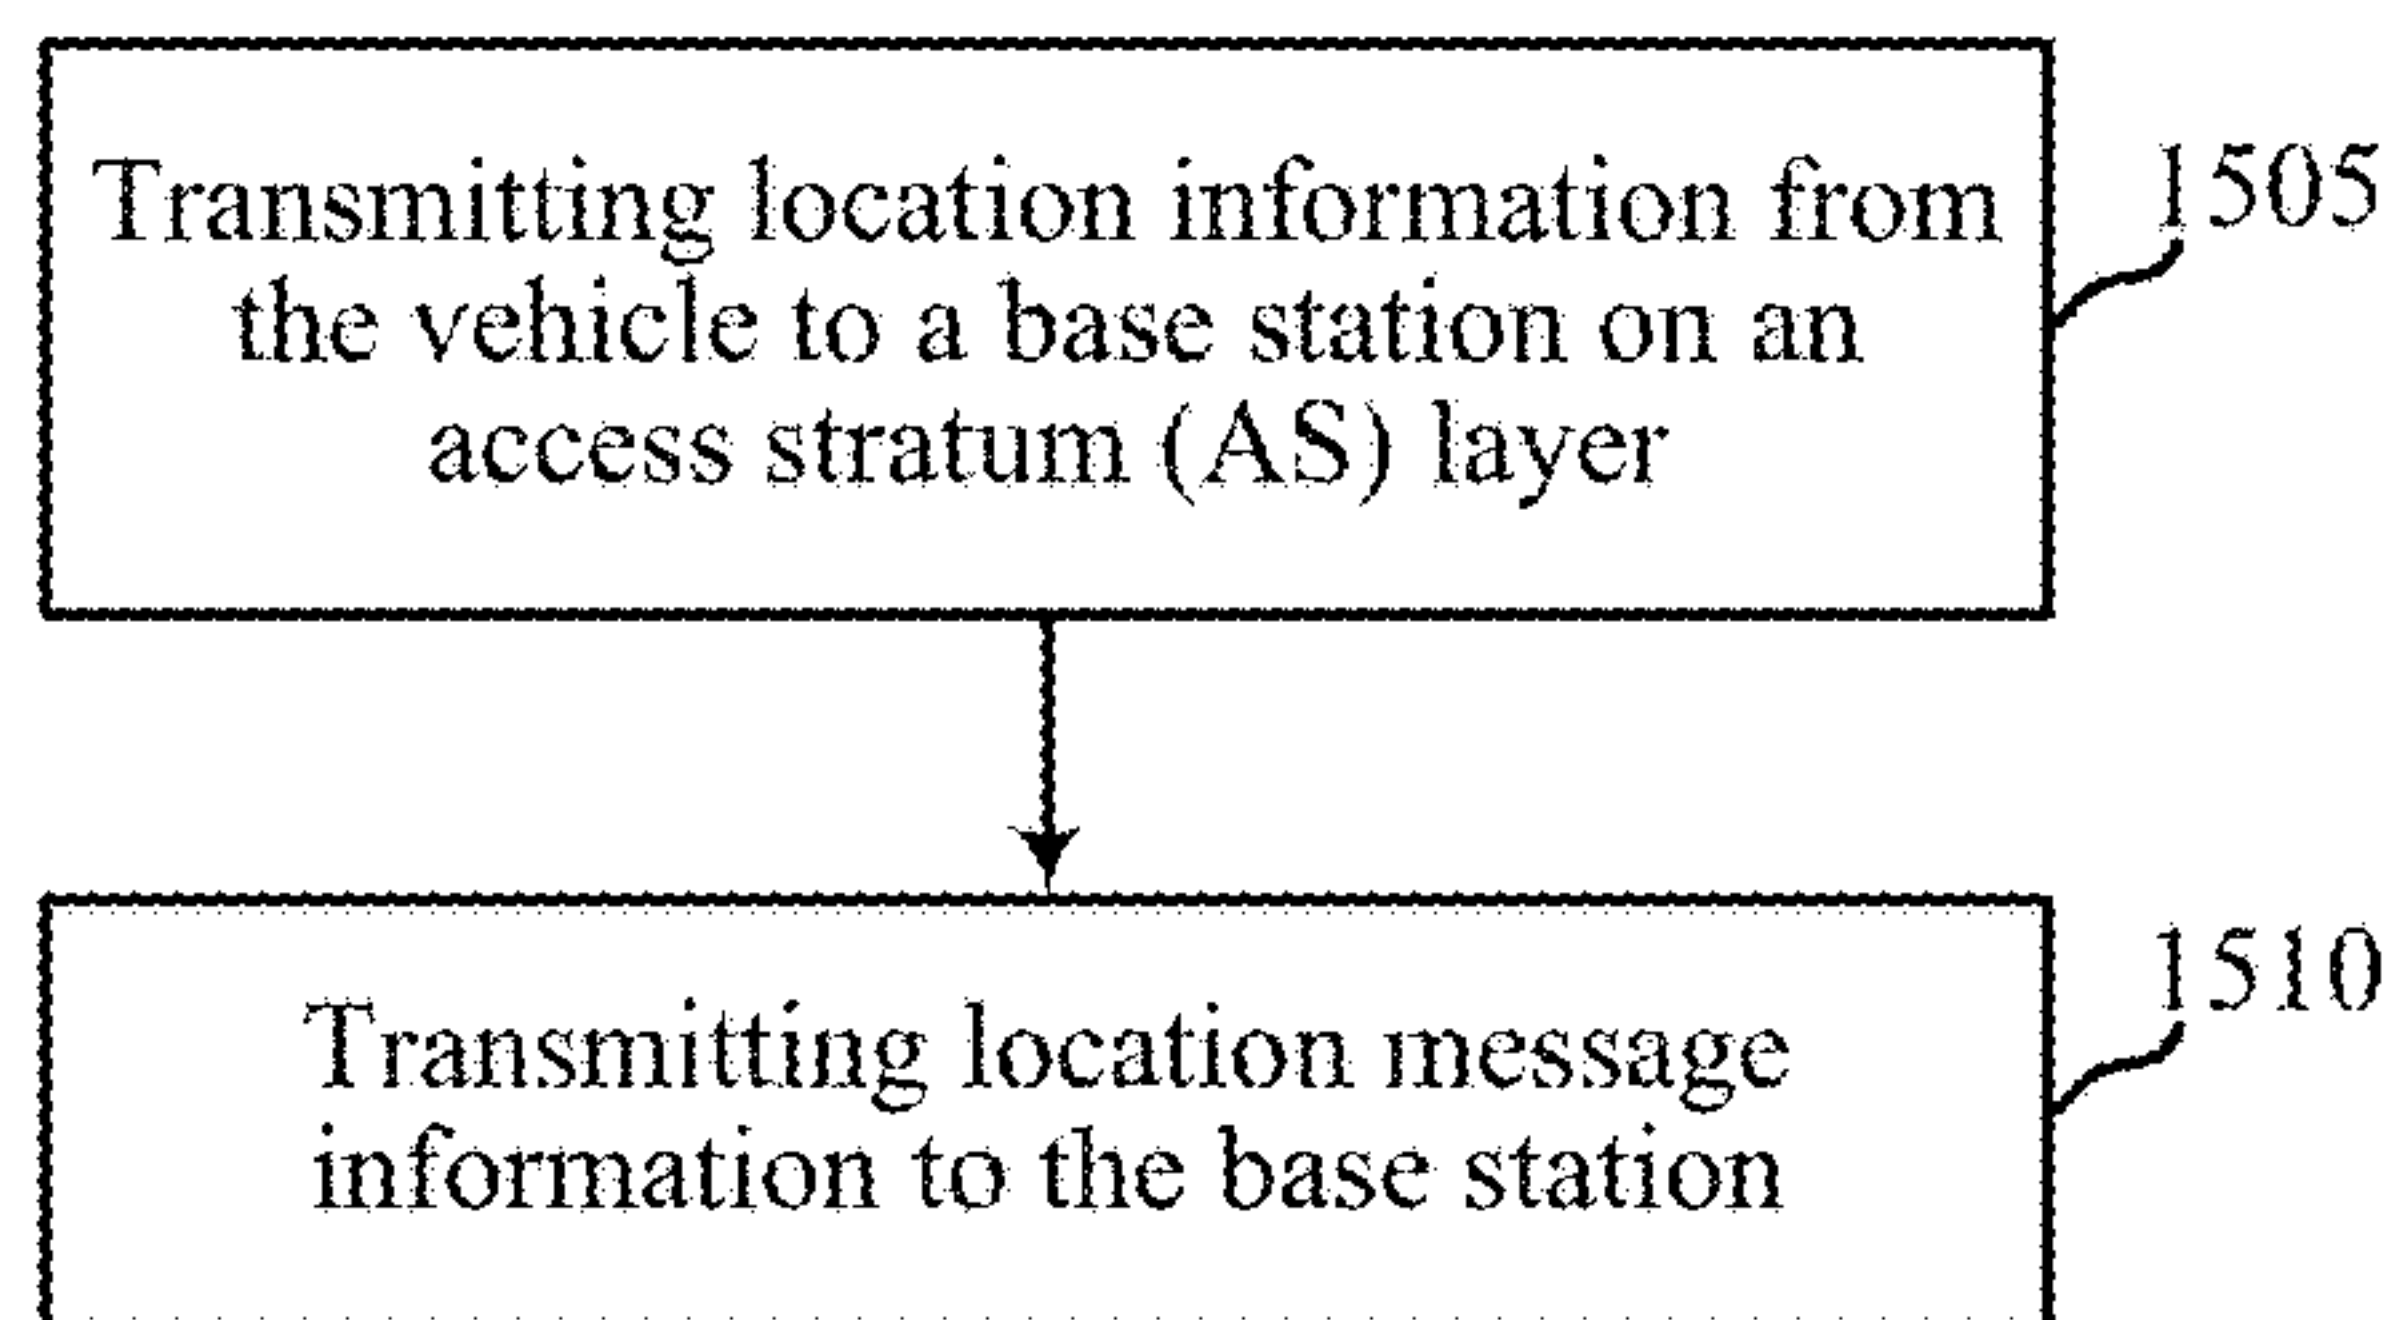 Transmitting location information from
the vehicle to a base station on an
access stratum (AS) layer
1505
Transmitting location message
information to the base station
1510